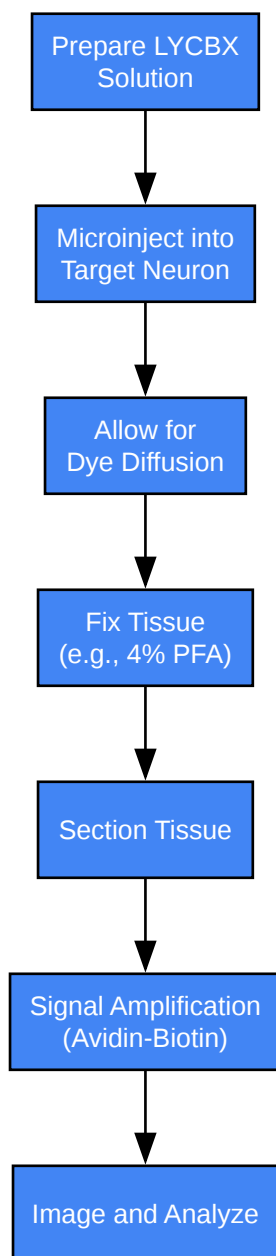 Prepare LYCBX
Solution
Microinject into
Target Neuron
Allow for
Dye Diffusion
Fix Tissue
(e.g., 4% PFA)
Section Tissue
Signal Amplification
(Avidin-Biotin)
Image and Analyze